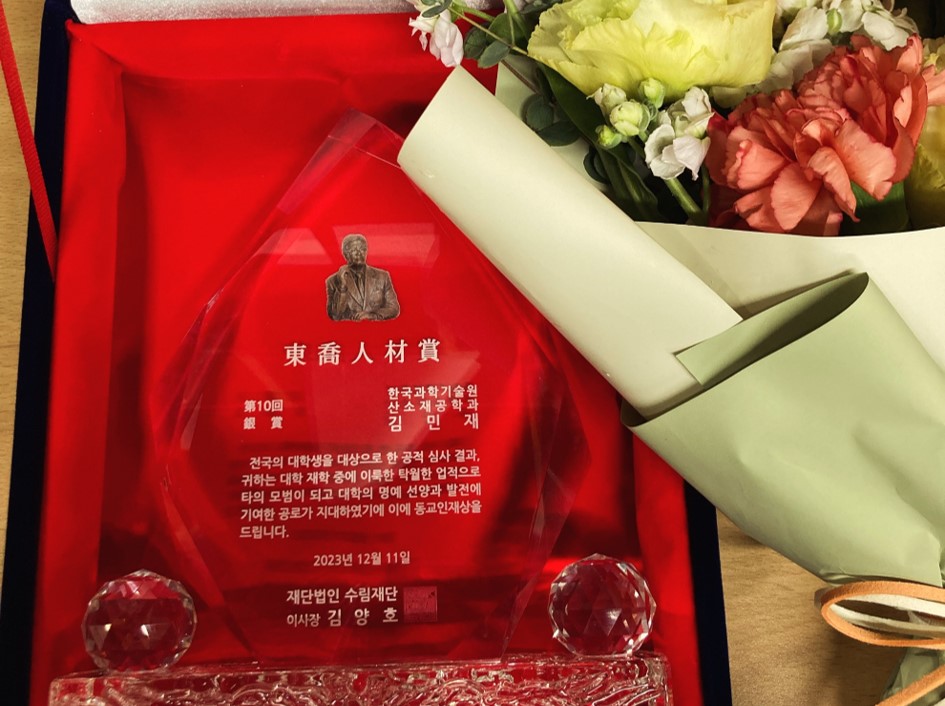 東喬人材賞
第10回
銀賞
한국과학기술원
산소재공학과
김민재
전국의 대학생을 대상으로 한 공적 심사 결과,
귀하는 대학 재학 중에 이룩한 탁월한 업적으로
타의 모범이 되고 대학의 명예 선양과 발전에
기여한 공로가 지대하였기에 이에 동교인재상을
드립니다.
2023년 12월 11일
재단법인 수림재단
이사장 김양호